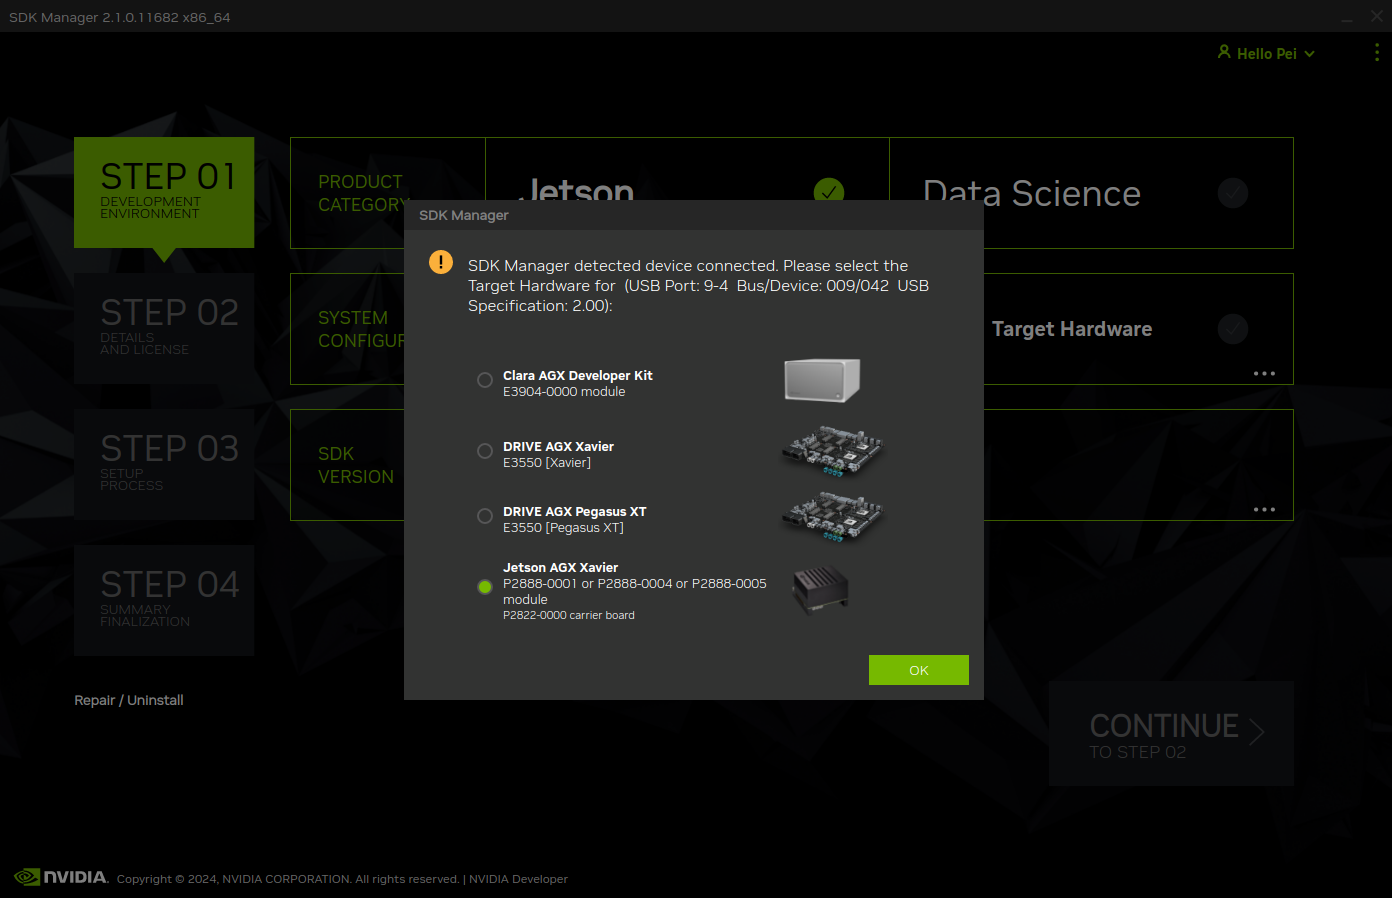 SDK Manager 2.1.0.11682 x86_64
Hello Pei
STEP 01
DEVELOPMENT
ENVIRONMENT
PRODUCT
CATEGORY
Jetson
Data Science
STEP 02
DETAILS
AND LICENSE
SYSTEM
CONFIGUR
Target Hardware
STEP 03
SETUP
PROCESS
SDK
VERSION
STEP 04
SUMMARY
FINALIZATION
SDK Manager
SDK Manager detected device connected. Please select the
Target Hardware for (USB Port: 9-4 Bus/Device: 009/042 USB
Specification: 2.00):
Clara AGX Developer Kit
E3904-0000 module
DRIVE AGX Xavier
E3550 [Xavier]
DRIVE AGX Pegasus XT
E3550 [Pegasus XT]
Jetson AGX Xavier
P2888-0001 or P2888-0004 or P2888-0005
module
P2822-0000 carrier board
OK
Repair / Uninstall
CONTINUE
TO STEP 02
NVIDIA. Copyright © 2024, NVIDIA CORPORATION. All rights reserved. | NVIDIA Developer